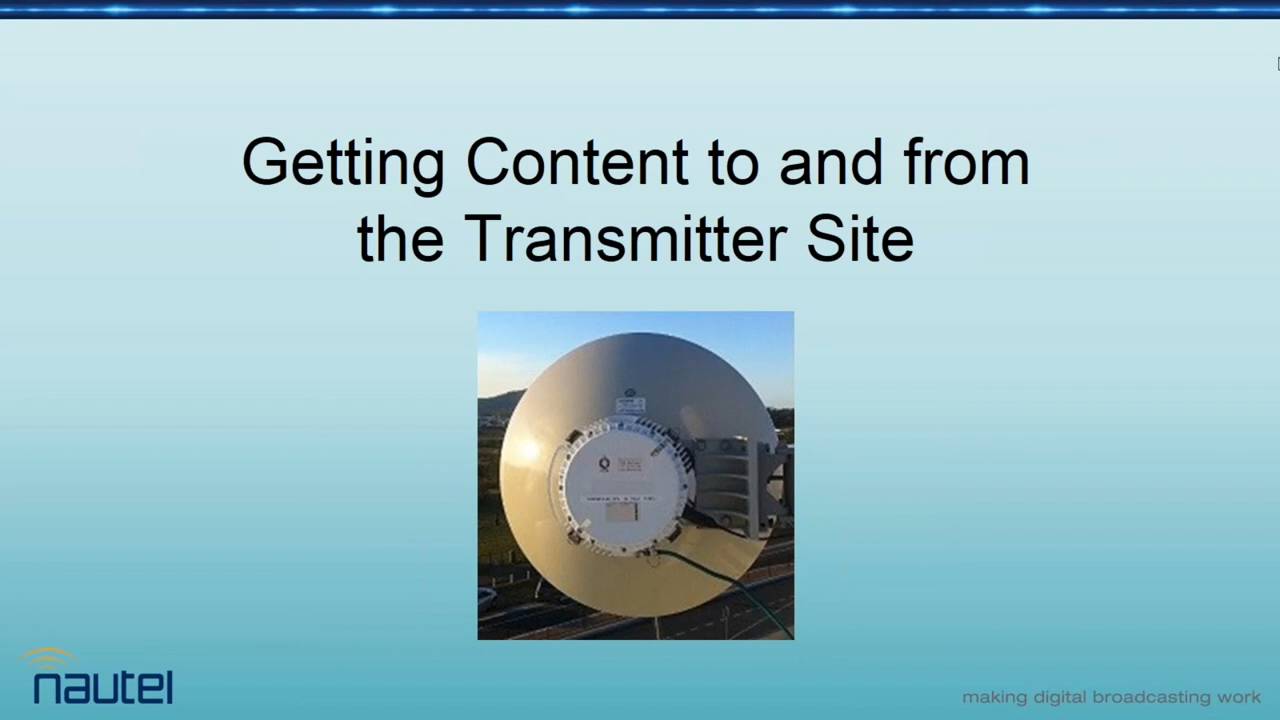 Getting Content to and from
the Transmitter Site
nautel
making digital broadcasting work